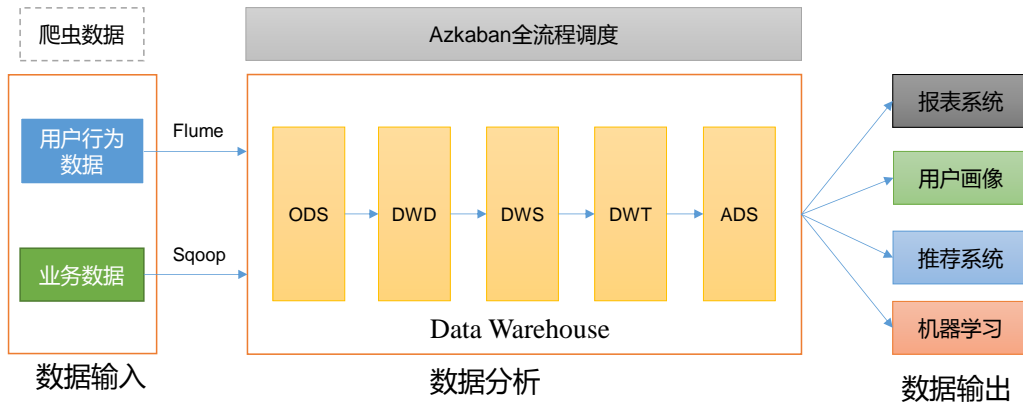 爬虫数据
Azkaban全流程调度
用户行为
数据
Flume
业务数据
Sqoop
ODS
DWD
DWS
DWT
ADS
Data Warehouse
报表系统
用户画像
推荐系统
机器学习
数据输入
数据分析
数据输出